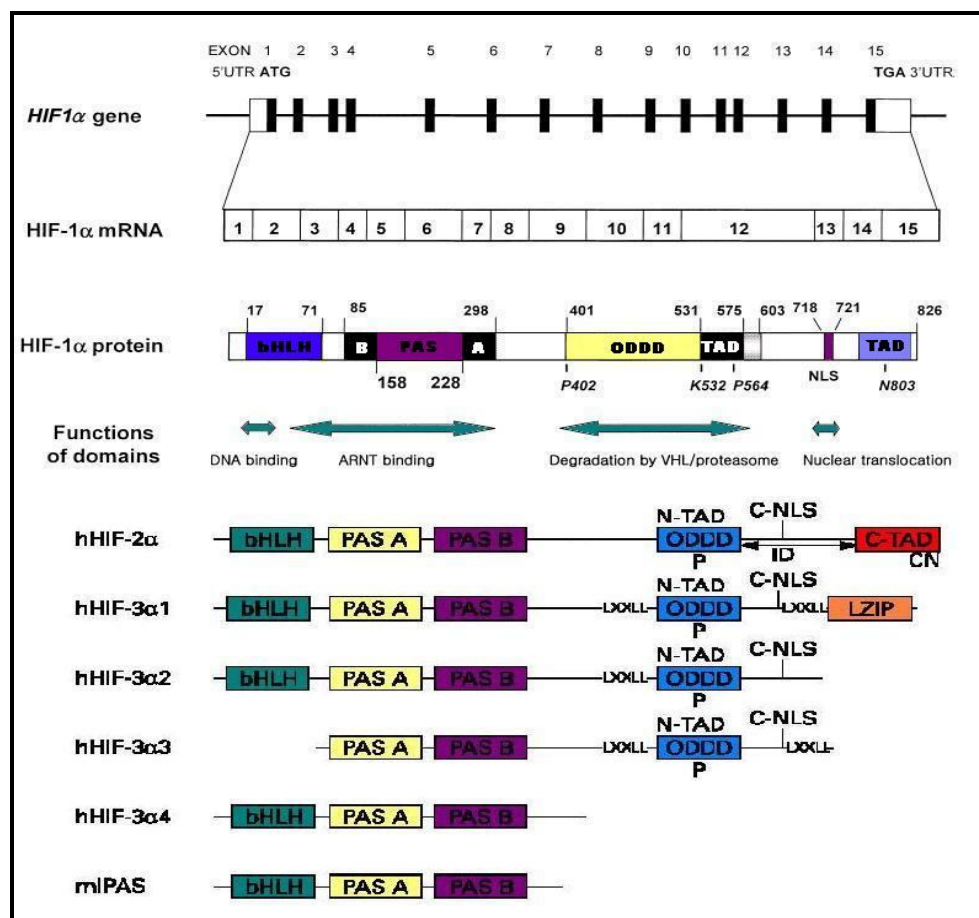 EXON 1 2 3 4 5 6 7 8 9 10 11 12 13 14 15
5'UTR ATG TGA 3'UTR
HIF1α gene
HIF-1α mRNA 1 2 3 4 5 6 7 8 9 10 11 12 13 14 15
17 71 85 298 401 531 575 603 718 721 826
HIF-1α protein bHLH B PAS A ODDD TAD TAD
158 228 P402 K532 P564 NLS N803
Functions
of domains
DNA binding ARNT binding Degradation by VHL/proteasome Nuclear translocation
N-TAD C-NLS
hHIF-2α bHLH PAS A PAS B ODDD C-TAD
P ID CN
N-TAD C-NLS
hHIF-3α1 bHLH PAS A PAS B LXXLL ODDD LXXLL LZIP
P
N-TAD C-NLS
hHIF-3α2 bHLH PAS A PAS B LXXLL ODDD
P
N-TAD C-NLS
hHIF-3α3 PAS A PAS B LXXLL ODDD LXXLL
P
hHIF-3α4 bHLH PAS A PAS B
mIPAS bHLH PAS A PAS B